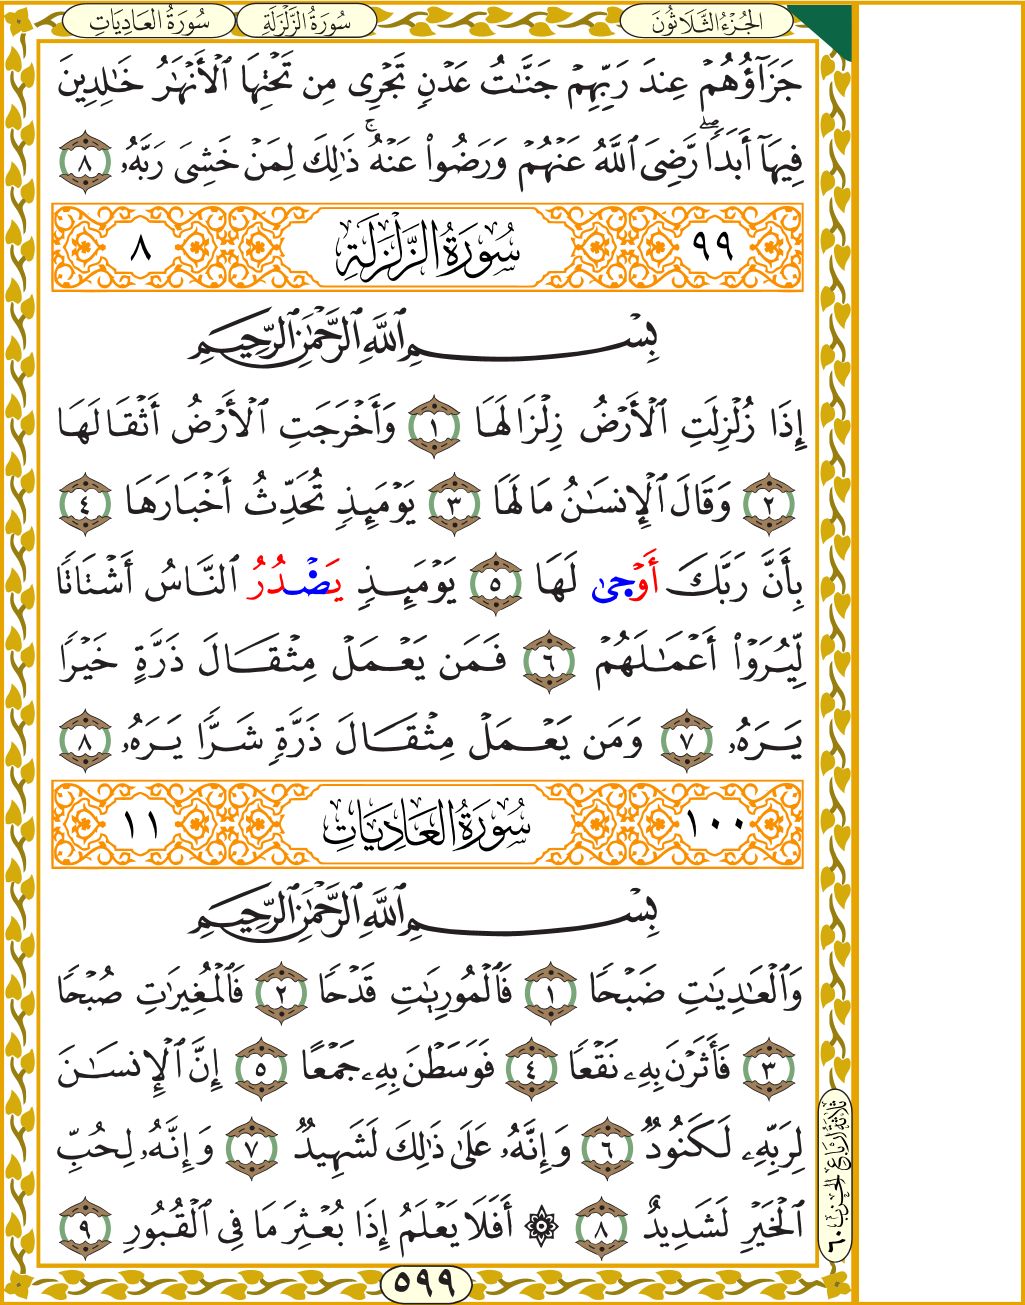 سُورَةُ العَادِيَاتِ سُورَةُ الزَّلْزَلَةِ الجُزْءُ الثَّلَاثُونَ
جَزَآؤُهُمْ عِندَ رَبِّهِمْ جَنَّٰتُ عَدْنٍ تَجْرِى مِن تَحْتِهَا ٱلْأَنْهَٰرُ خَٰلِدِينَ
فِيهَآ أَبَدًاۖ رَّضِىَ ٱللَّهُ عَنْهُمْ وَرَضُوا۟ عَنْهُۚ ذَٰلِكَ لِمَنْ خَشِىَ رَبَّهُۥ ٨
٩٩ سُورَةُ الزَّلْزَلَةِ ٨
بِسْمِ ٱللَّهِ ٱلرَّحْمَٰنِ ٱلرَّحِيمِ
إِذَا زُلْزِلَتِ ٱلْأَرْضُ زِلْزَالَهَا ١ وَأَخْرَجَتِ ٱلْأَرْضُ أَثْقَالَهَا
٢ وَقَالَ ٱلْإِنسَٰنُ مَا لَهَا ٣ يَوْمَئِذٍ تُحَدِّثُ أَخْبَارَهَا ٤
بِأَنَّ رَبَّكَ أَوْجىٰ لَهَا ٥ يَوْمَئِذٍ يَضْدُرُ ٱلنَّاسُ أَشْتَاتًا
لِّيُرَوْا۟ أَعْمَٰلَهُمْ ٦ فَمَن يَعْمَلْ مِثْقَالَ ذَرَّةٍ خَيْرًا
يَرَهُۥ ٧ وَمَن يَعْمَلْ مِثْقَالَ ذَرَّةٍ شَرًّا يَرَهُۥ ٨
١٠٠ سُورَةُ العَادِيَاتِ ١١
بِسْمِ ٱللَّهِ ٱلرَّحْمَٰنِ ٱلرَّحِيمِ
وَٱلْعَٰدِيَٰتِ ضَبْحًا ١ فَٱلْمُورِيَٰتِ قَدْحًا ٢ فَٱلْمُغِيرَٰتِ صُبْحًا
٣ فَأَثَرْنَ بِهِۦ نَقْعًا ٤ فَوَسَطْنَ بِهِۦ جَمْعًا ٥ إِنَّ ٱلْإِنسَٰنَ
لِرَبِّهِۦ لَكَنُودٌ ٦ وَإِنَّهُۥ عَلَىٰ ذَٰلِكَ لَشَهِيدٌ ٧ وَإِنَّهُۥ لِحُبِّ
ٱلْخَيْرِ لَشَدِيدٌ ٨ ۞ أَفَلَا يَعْلَمُ إِذَا بُعْثِرَ مَا فِى ٱلْقُبُورِ ٩
ثَلَاثَةُ أَرْبَاعِ الحِزْبِ ٦٠
٥٩٩